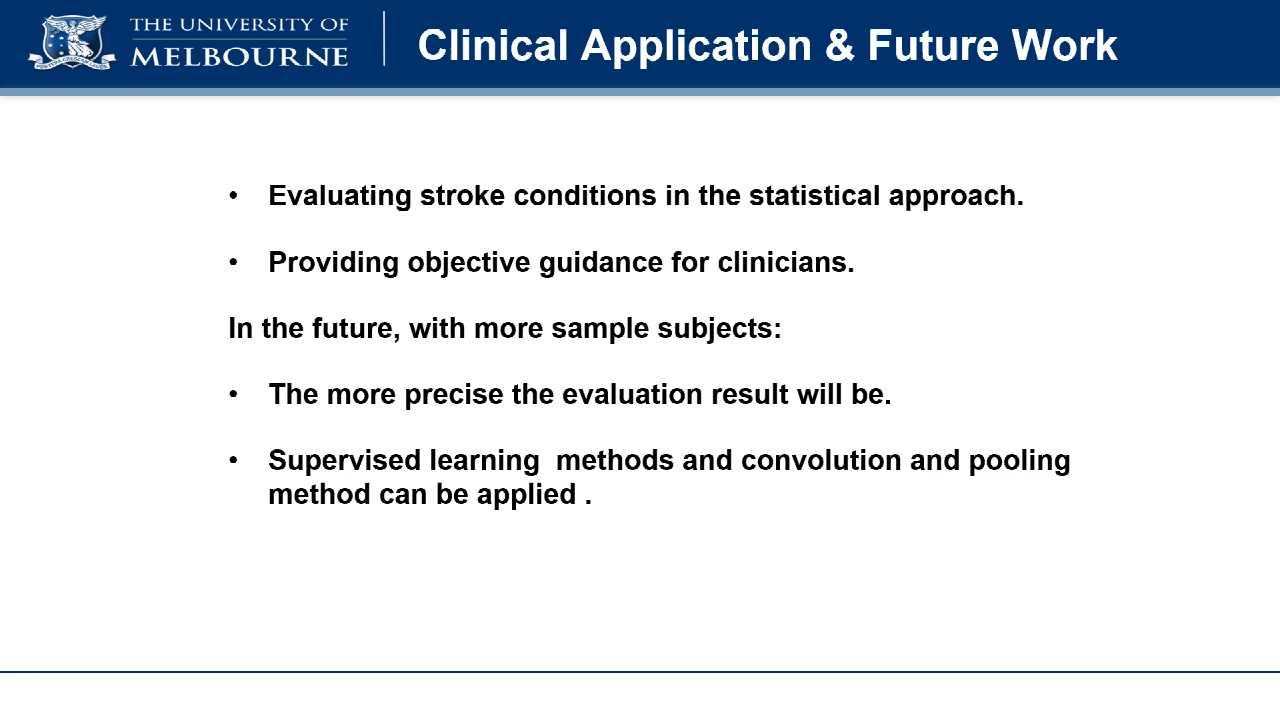 THE UNIVERSITY OF
MELBOURNE
Clinical Application & Future Work
• Evaluating stroke conditions in the statistical approach.
• Providing objective guidance for clinicians.
In the future, with more sample subjects:
• The more precise the evaluation result will be.
• Supervised learning  methods and convolution and pooling
method can be applied .